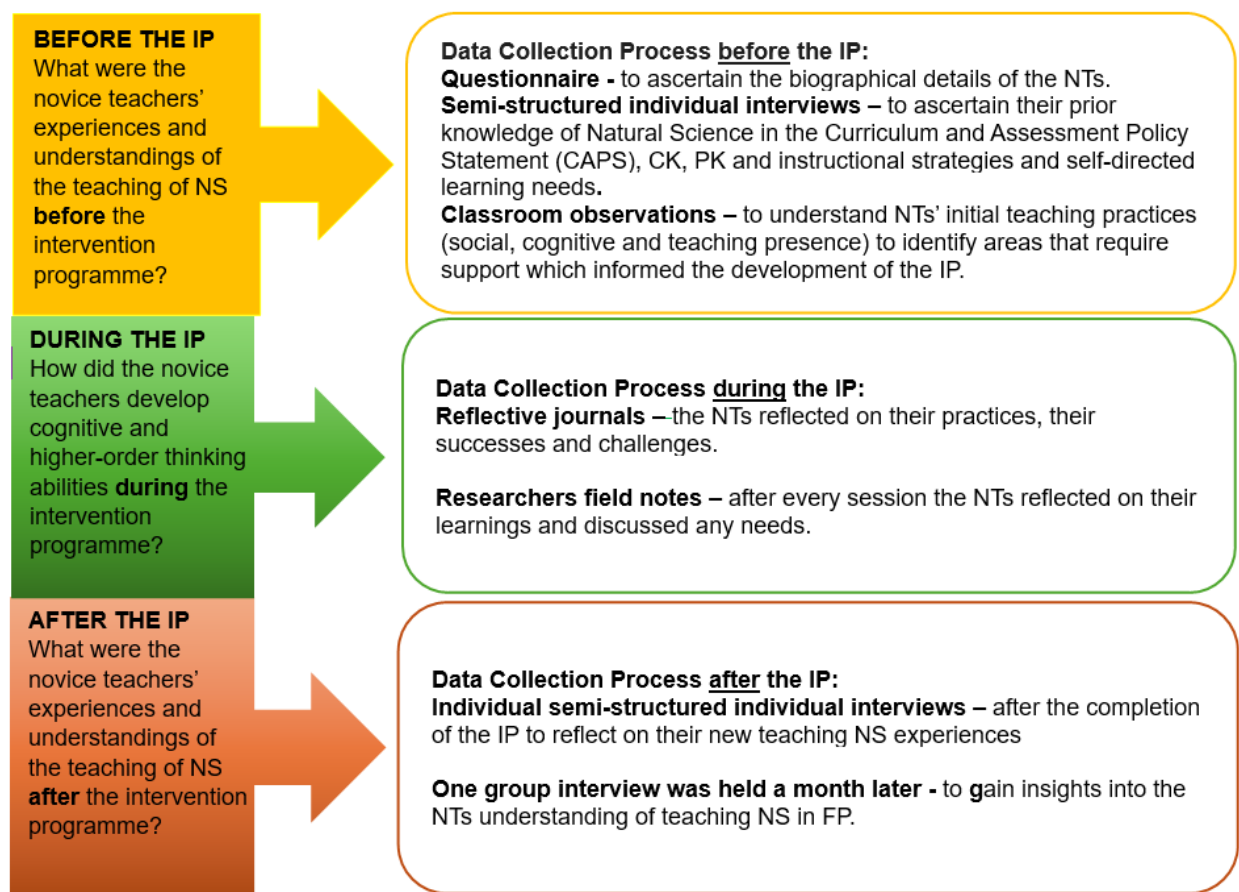 BEFORE THE IP
What were the
novice teachers’
experiences and
understandings of
the teaching of NS
before the
intervention
programme?
Data Collection Process before the IP:
Questionnaire - to ascertain the biographical details of the NTs.
Semi-structured individual interviews – to ascertain their prior
knowledge of Natural Science in the Curriculum and Assessment Policy
Statement (CAPS), CK, PK and instructional strategies and self-directed
learning needs.
Classroom observations – to understand NTs’ initial teaching practices
(social, cognitive and teaching presence) to identify areas that require
support which informed the development of the IP.
DURING THE IP
How did the novice
teachers develop
cognitive and
higher-order thinking
abilities during the
intervention
programme?
Data Collection Process during the IP:
Reflective journals – the NTs reflected on their practices, their
successes and challenges.
Researchers field notes – after every session the NTs reflected on their
learnings and discussed any needs.
AFTER THE IP
What were the
novice teachers’
experiences and
understandings of
the teaching of NS
after the intervention
programme?
Data Collection Process after the IP:
Individual semi-structured individual interviews – after the completion
of the IP to reflect on their new teaching NS experiences
One group interview was held a month later - to gain insights into the
NTs understanding of teaching NS in FP.